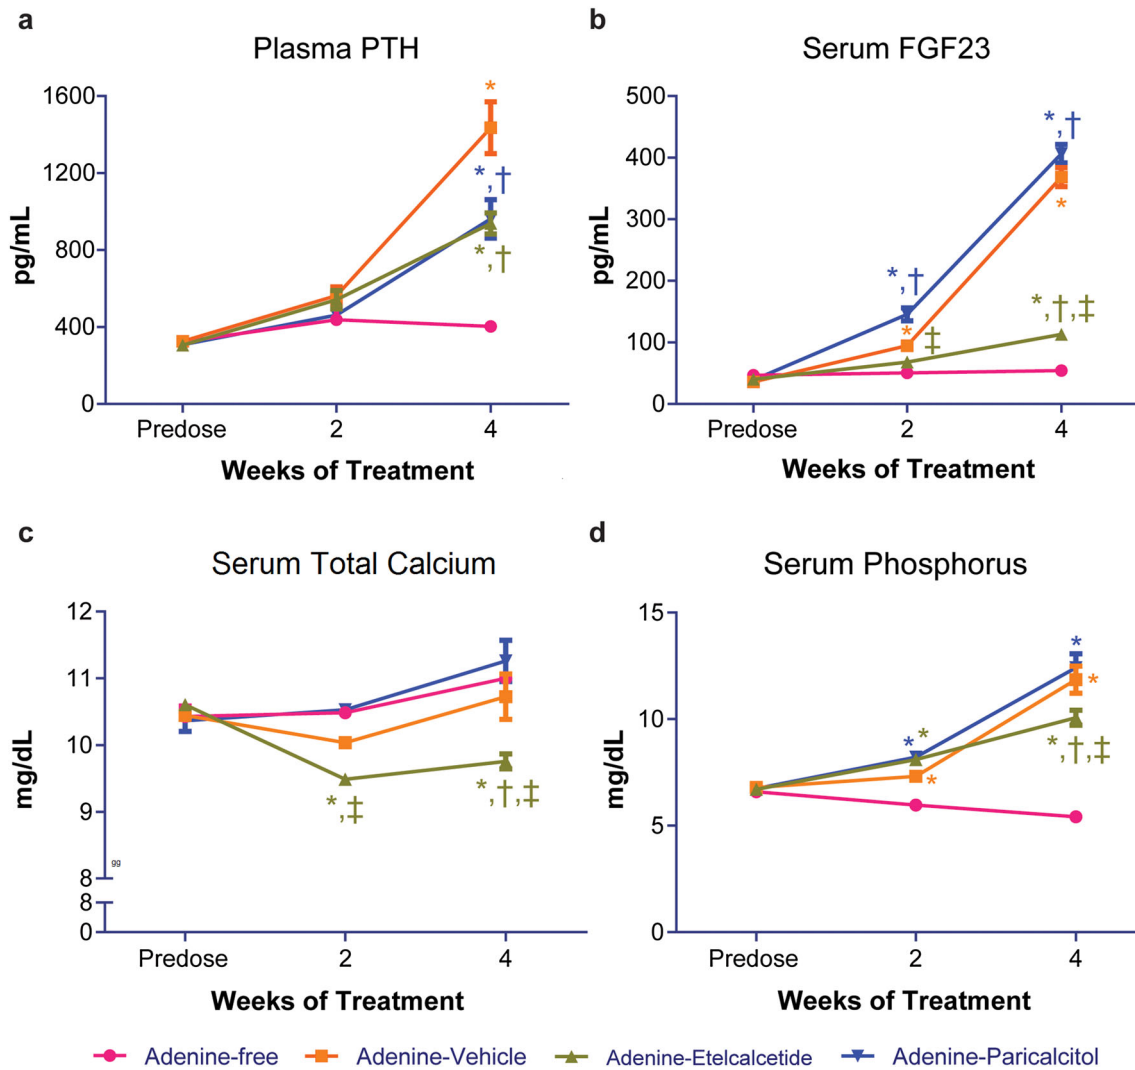 a
Plasma PTH
1600
1200
800
400
0
pg/mL
*
*,†
*,†
Predose 2 4
Weeks of Treatment
b
Serum FGF23
500
400
300
200
100
0
pg/mL
*,†
*
*,†
*
‡
*,†,‡
Predose 2 4
Weeks of Treatment
c
Serum Total Calcium
12
11
10
9
8
8
0
mg/dL
gg
*,‡
*,†,‡
Predose 2 4
Weeks of Treatment
d
Serum Phosphorus
15
10
5
0
mg/dL
*
*
* *
*
*,†,‡
Predose 2 4
Weeks of Treatment
Adenine-free Adenine-Vehicle Adenine-Etelcalcetide Adenine-Paricalcitol